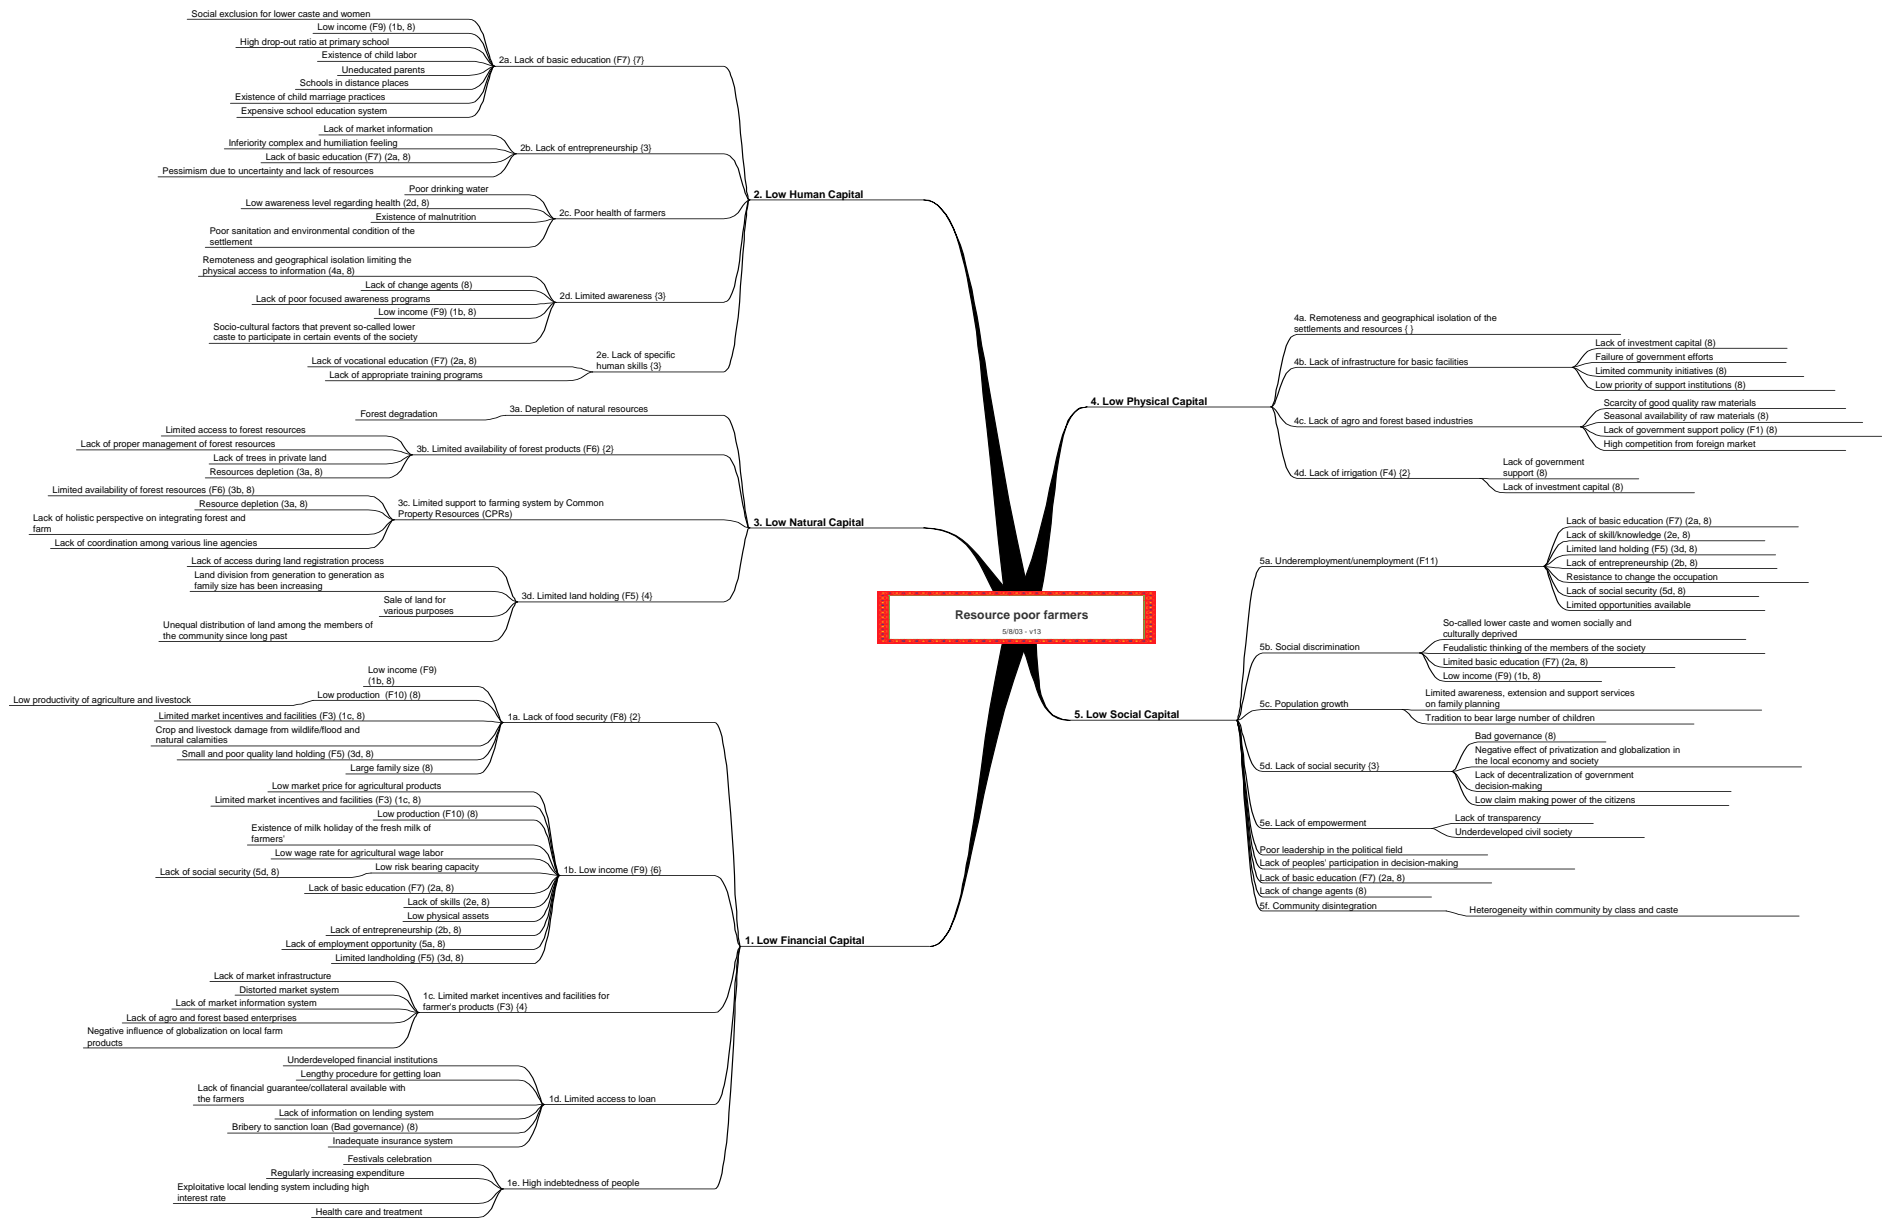 Social exclusion for lower caste and women
Low income (F9) (1b, 8)
High drop-out ratio at primary school
Existence of child labor
Uneducated parents
Schools in distance places
Existence of child marriage practices
Expensive school education system
2a. Lack of basic education (F7) {7}
Lack of market information
Inferiority complex and humiliation feeling
Lack of basic education (F7) (2a, 8)
Pessimism due to uncertainty and lack of resources
2b. Lack of entrepreneurship {3}
Poor drinking water
Low awareness level regarding health (2d, 8)
Existence of malnutrition
Poor sanitation and environmental condition of the
settlement
2c. Poor health of farmers
Remoteness and geographical isolation limiting the
physical access to information (4a, 8)
Lack of change agents (8)
Lack of poor focused awareness programs
Low income (F9) (1b, 8)
Socio-cultural factors that prevent so-called lower
caste to participate in certain events of the society
2d. Limited awareness {3}
Lack of vocational education (F7) (2a, 8)
Lack of appropriate training programs
2e. Lack of specific
human skills {3}
2. Low Human Capital
Forest degradation
3a. Depletion of natural resources
Limited access to forest resources
Lack of proper management of forest resources
Lack of trees in private land
Resources depletion (3a, 8)
3b. Limited availability of forest products (F6) {2}
Limited availability of forest resources (F6) (3b, 8)
Resource depletion (3a, 8)
Lack of holistic perspective on integrating forest and
farm
Lack of coordination among various line agencies
3c. Limited support to farming system by Common
Property Resources (CPRs)
Lack of access during land registration process
Land division from generation to generation as
family size has been increasing
Sale of land for
various purposes
Unequal distribution of land among the members of
the community since long past
3d. Limited land holding (F5) {4}
3. Low Natural Capital
Resource poor farmers
5/8/03 - v13
Low income (F9)
(1b, 8)
Low productivity of agriculture and livestock
Low production (F10) (8)
Limited market incentives and facilities (F3) (1c, 8)
Crop and livestock damage from wildlife/flood and
natural calamities
Small and poor quality land holding (F5) (3d, 8)
Large family size (8)
1a. Lack of food security (F8) {2}
Low market price for agricultural products
Limited market incentives and facilities (F3) (1c, 8)
Low production (F10) (8)
Existence of milk holiday of the fresh milk of
farmers'
Low wage rate for agricultural wage labor
Lack of social security (5d, 8)
Low risk bearing capacity
Lack of basic education (F7) (2a, 8)
Lack of skills (2e, 8)
Low physical assets
Lack of entrepreneurship (2b, 8)
Lack of employment opportunity (5a, 8)
Limited landholding (F5) (3d, 8)
1b. Low income (F9) {6}
Lack of market infrastructure
Distorted market system
Lack of market information system
Lack of agro and forest based enterprises
Negative influence of globalization on local farm
products
1c. Limited market incentives and facilities for
farmer's products (F3) {4}
Underdeveloped financial institutions
Lengthy procedure for getting loan
Lack of financial guarantee/collateral available with
the farmers
Lack of information on lending system
Bribery to sanction loan (Bad governance) (8)
Inadequate insurance system
1d. Limited access to loan
Festivals celebration
Regularly increasing expenditure
Exploitative local lending system including high
interest rate
Health care and treatment
1e. High indebtedness of people
1. Low Financial Capital
4. Low Physical Capital
4a. Remoteness and geographical isolation of the
settlements and resources { }
4b. Lack of infrastructure for basic facilities
Lack of investment capital (8)
Failure of government efforts
Limited community initiatives (8)
Low priority of support institutions (8)
4c. Lack of agro and forest based industries
Scarcity of good quality raw materials
Seasonal availability of raw materials (8)
Lack of government support policy (F1) (8)
High competition from foreign market
4d. Lack of irrigation (F4) {2}
Lack of government
support (8)
Lack of investment capital (8)
5. Low Social Capital
5a. Underemployment/unemployment (F11)
Lack of basic education (F7) (2a, 8)
Lack of skill/knowledge (2e, 8)
Limited land holding (F5) (3d, 8)
Lack of entrepreneurship (2b, 8)
Resistance to change the occupation
Lack of social security (5d, 8)
Limited opportunities available
5b. Social discrimination
So-called lower caste and women socially and
culturally deprived
Feudalistic thinking of the members of the society
Limited basic education (F7) (2a, 8)
Low income (F9) (1b, 8)
5c. Population growth
Limited awareness, extension and support services
on family planning
Tradition to bear large number of children
5d. Lack of social security {3}
Bad governance (8)
Negative effect of privatization and globalization in
the local economy and society
Lack of decentralization of government
decision-making
Low claim making power of the citizens
5e. Lack of empowerment
Lack of transparency
Underdeveloped civil society
Poor leadership in the political field
Lack of peoples' participation in decision-making
Lack of basic education (F7) (2a, 8)
Lack of change agents (8)
5f. Community disintegration
Heterogeneity within community by class and caste